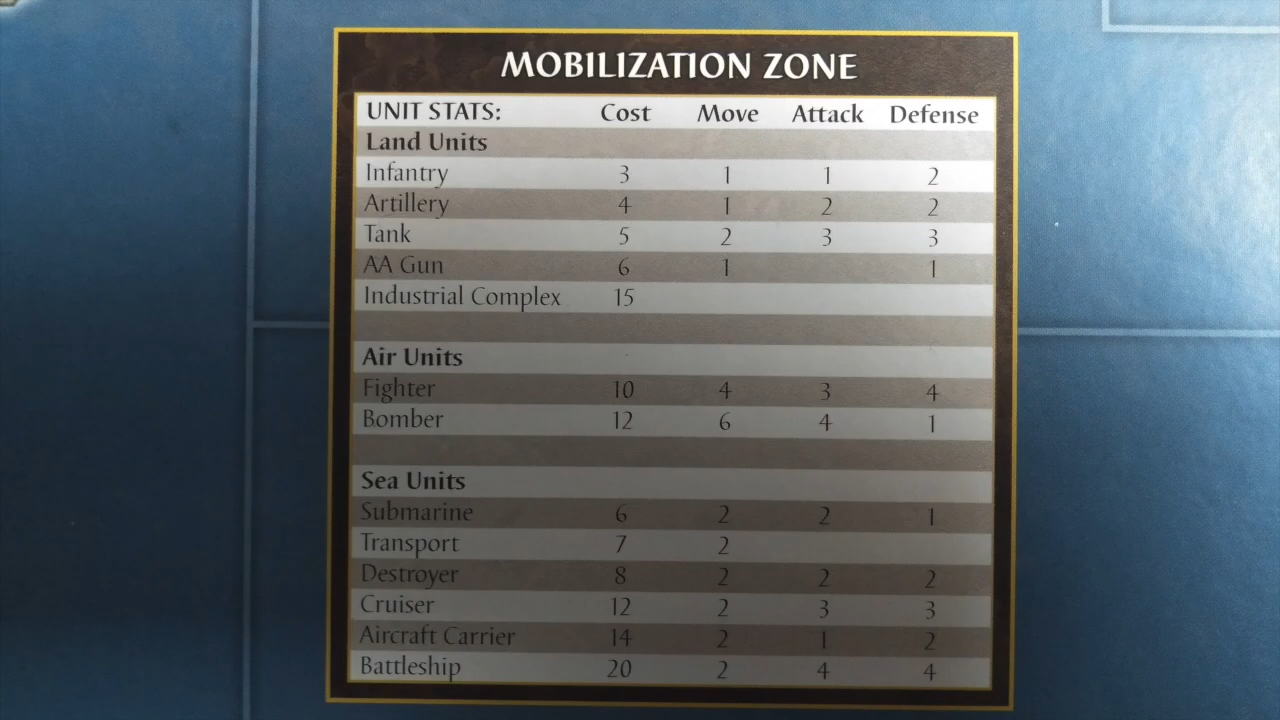 MOBILIZATION ZONE
UNIT STATS: Cost Move Attack Defense
Land Units
Infantry 3 1 1 2
Artillery 4 1 2 2
Tank 5 2 3 3
AA Gun 6 1 1
Industrial Complex 15
Air Units
Fighter 10 4 3 4
Bomber 12 6 4 1
Sea Units
Submarine 6 2 2 1
Transport 7 2
Destroyer 8 2 2 2
Cruiser 12 2 3 3
Aircraft Carrier 14 2 1 2
Battleship 20 2 4 4